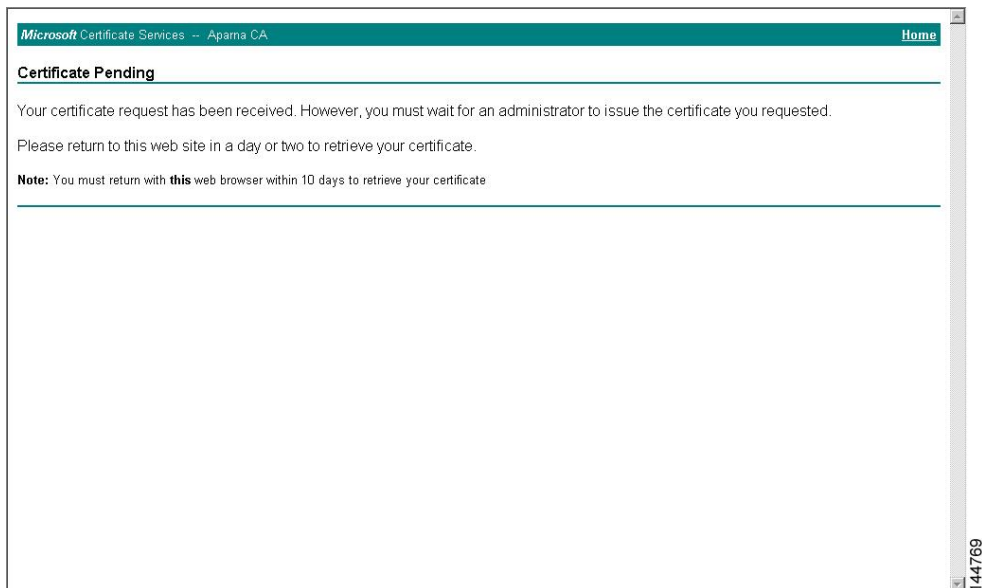 Microsoft Certificate Services -- Aparna CA Home
Certificate Pending
Your certificate request has been received. However, you must wait for an administrator to issue the certificate you requested.
Please return to this web site in a day or two to retrieve your certificate.
Note: You must return with this web browser within 10 days to retrieve your certificate
144769